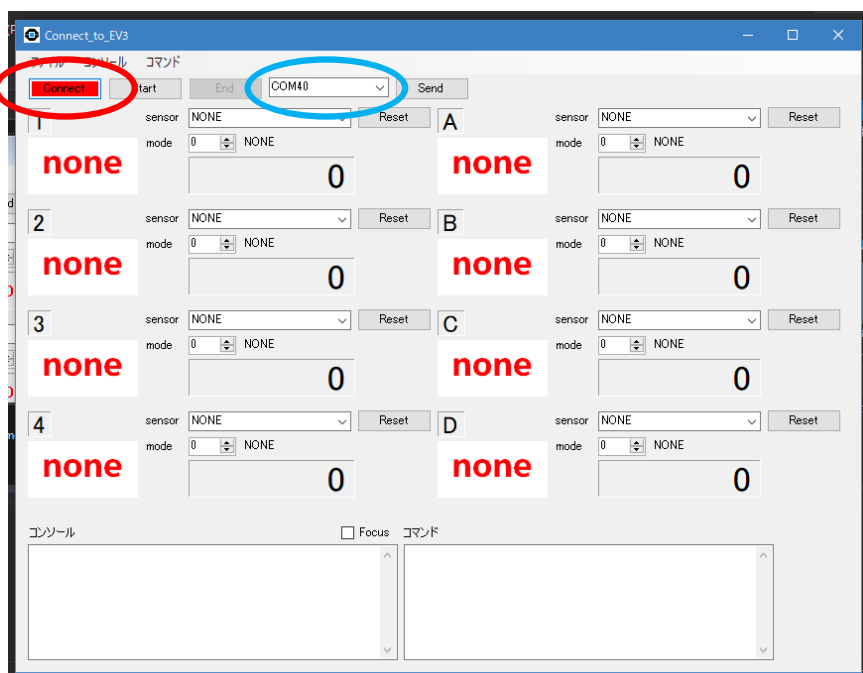 Connect_to_EV3
ファイル コンソール コマンド
Connect Start End COM40 Send
1 sensor NONE Reset A sensor NONE Reset
mode 0 NONE mode 0 NONE
none 0 none 0
2 sensor NONE Reset B sensor NONE Reset
mode 0 NONE mode 0 NONE
none 0 none 0
3 sensor NONE Reset C sensor NONE Reset
mode 0 NONE mode 0 NONE
none 0 none 0
4 sensor NONE Reset D sensor NONE Reset
mode 0 NONE mode 0 NONE
none 0 none 0
コンソール Focus コマンド